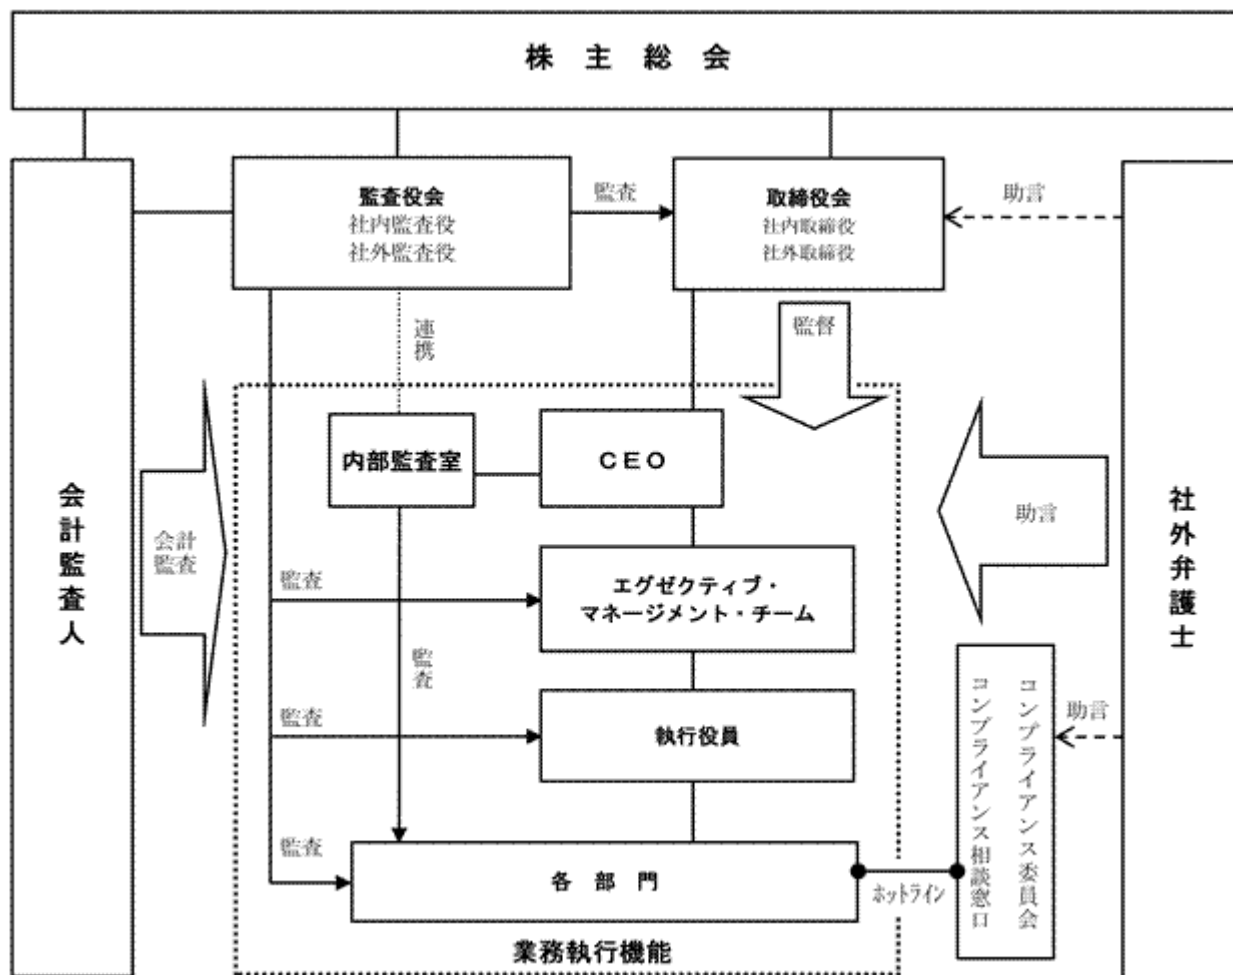 株主総会
監査役会
社内監査役
社外監査役
監査
取締役会
社内取締役
社外取締役
助言
連携
監督
内部監査室
CEO
会計監査人
会計
監査
助言
社外弁護士
監査
エグゼクティブ・
マネージメント・チーム
監査
監査
執行役員
助言
コンプライアンス委員会
コンプライアンス相談窓口
監査
各部門
ホットライン
業務執行機能